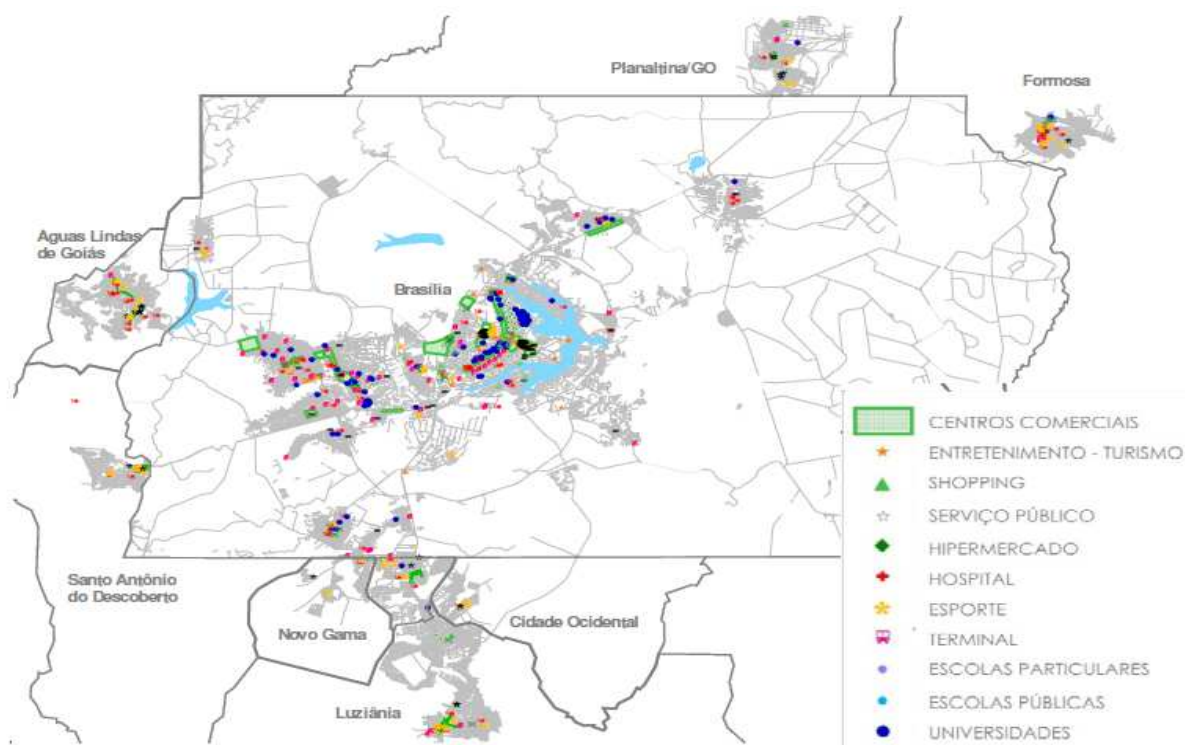 Planaltina/GO
Formosa
Aguas Lindas
de Goiás
Brasília
Santo Antônio
do Descoberto
Novo Gama
Cidade Ocidental
Luziânia
CENTROS COMERCIAIS
ENTRETENIMENTO - TURISMO
SHOPPING
SERVIÇO PÚBLICO
HIPERMERCADO
HOSPITAL
ESPORTE
TERMINAL
ESCOLAS PARTICULARES
ESCOLAS PÚBLICAS
UNIVERSIDADES